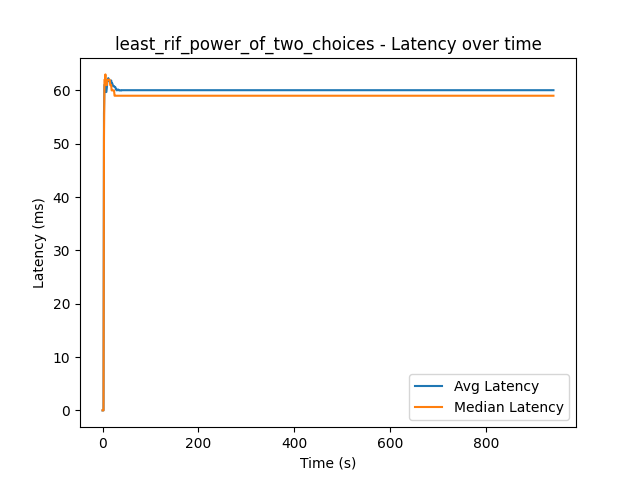 least_rif_power_of_two_choices - Latency over time
Latency (ms)
60
50
40
30
20
10
0
Avg Latency
Median Latency
0 200 400 600 800
Time (s)